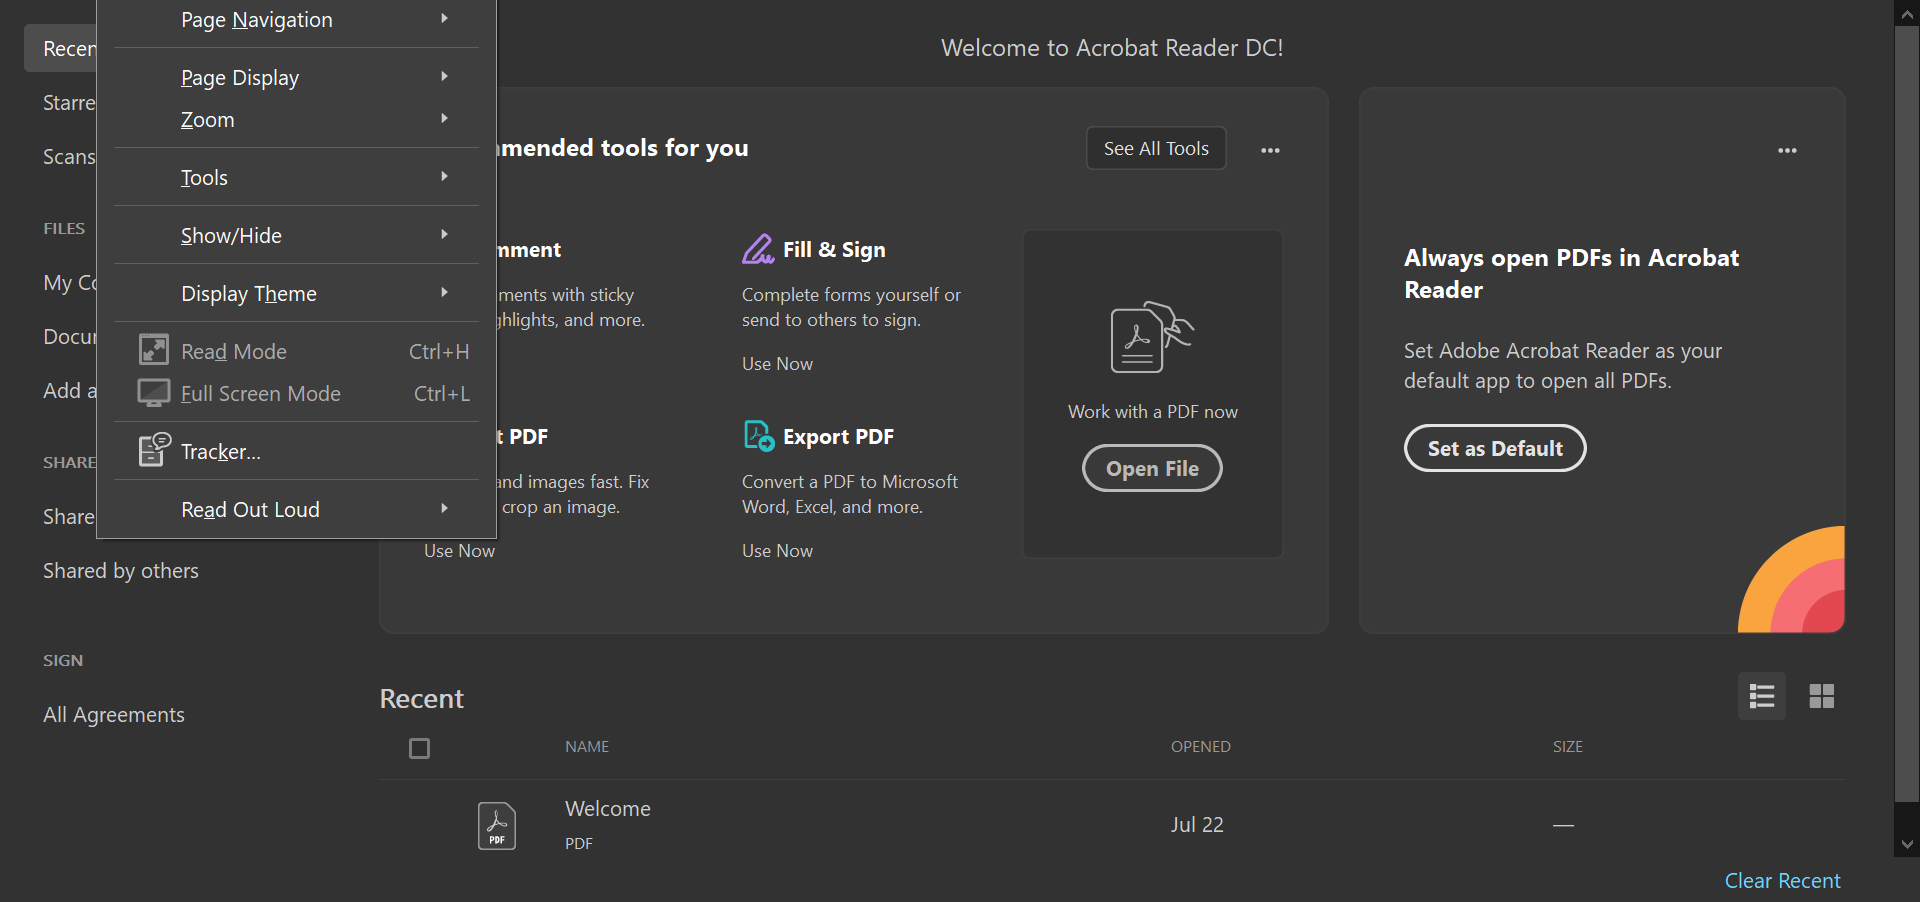 Page Navigation
Page Display
Zoom
Tools
Show/Hide
Display Theme
Read Mode Ctrl+H
Full Screen Mode Ctrl+L
Tracker...
Read Out Loud
Recen
Starre
Scans
FILES
My Co
Docum
Add a
SHARE
Share
Shared by others
SIGN
All Agreements
Welcome to Acrobat Reader DC!
mended tools for you
See All Tools
mment
ments with sticky
ghlights, and more.
Fill & Sign
Complete forms yourself or
send to others to sign.
Use Now
t PDF
and images fast. Fix
crop an image.
Use Now
Export PDF
Convert a PDF to Microsoft
Word, Excel, and more.
Use Now
Work with a PDF now
Open File
Always open PDFs in Acrobat
Reader
Set Adobe Acrobat Reader as your
default app to open all PDFs.
Set as Default
Recent
NAME OPENED SIZE
PDF
Welcome
PDF
Jul 22 —
Clear Recent